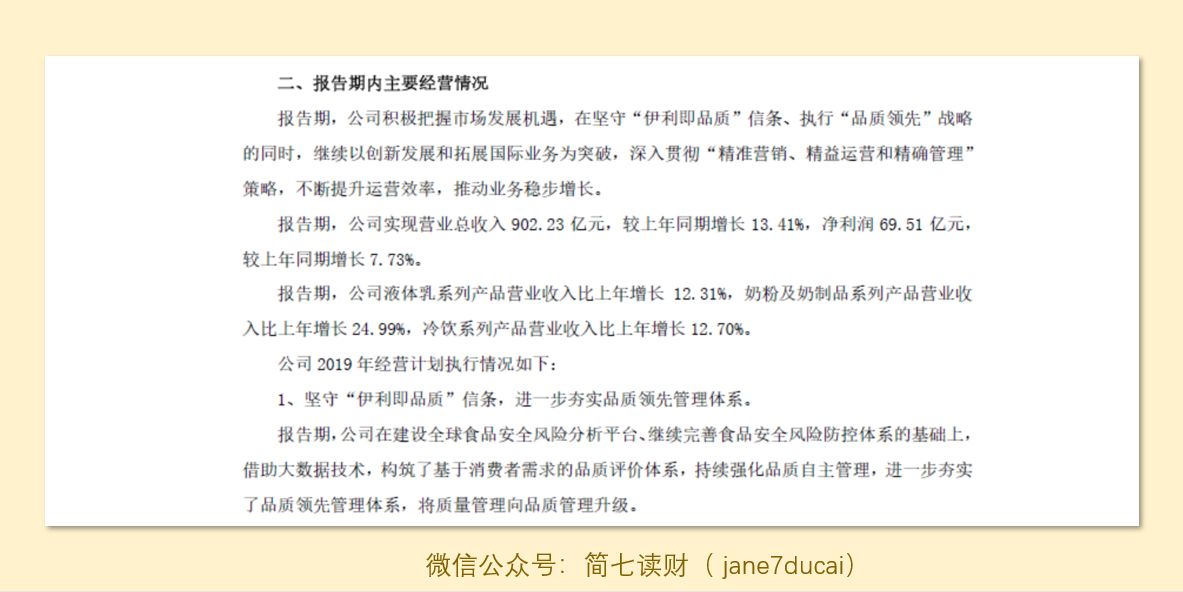 二、报告期内主要经营情况
报告期，公司积极把握市场发展机遇，在坚守“伊利即品质”信条、执行“品质领先”战略
的同时，继续以创新发展和拓展国际业务为突破，深入贯彻“精准营销、精益运营和精确管理”
策略，不断提升运营效率，推动业务稳步增长。
报告期，公司实现营业总收入 902.23 亿元，较上年同期增长 13.41%，净利润 69.51 亿元，
较上年同期增长 7.73%。
报告期，公司液体乳系列产品营业收入比上年增长 12.31%，奶粉及奶制品系列产品营业收
入比上年增长 24.99%，冷饮系列产品营业收入比上年增长 12.70%。
公司 2019 年经营计划执行情况如下：
1、坚守“伊利即品质”信条，进一步夯实品质领先管理体系。
报告期，公司在建设全球食品安全风险分析平台、继续完善食品安全风险防控体系的基础上，
借助大数据技术，构筑了基于消费者需求的品质评价体系，持续强化品质自主管理，进一步夯实
了品质领先管理体系，将质量管理向品质管理升级。
微信公众号：简七读财（ jane7ducai）